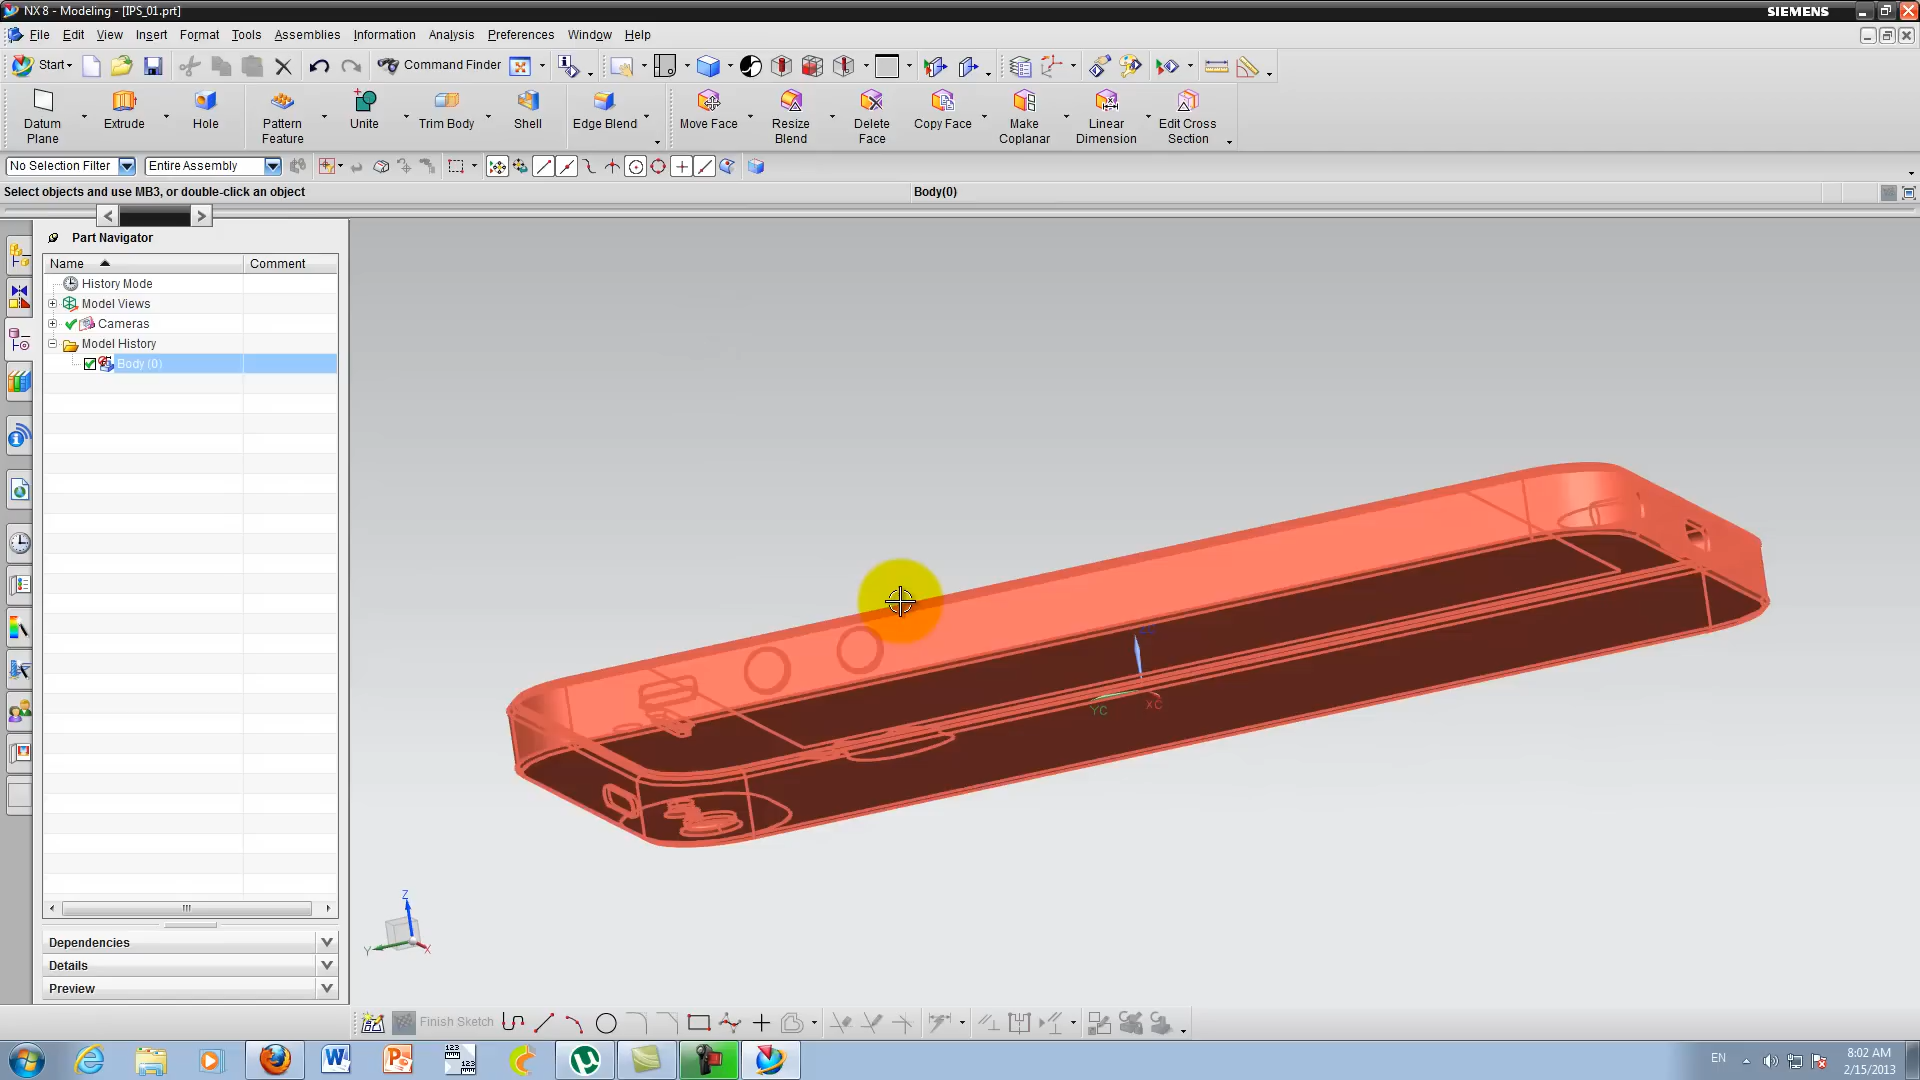 NX 8 - Modeling - [IPS_01.prt]
SIEMENS
File Edit View Insert Format Tools Assemblies Information Analysis Preferences Window Help
Start Command Finder
Datum Plane
Extrude
Hole
Pattern Feature
Unite
Trim Body
Shell
Edge Blend
Move Face
Resize Blend
Delete Face
Copy Face
Make Coplanar
Linear Dimension
Edit Cross Section
No Selection Filter Entire Assembly
Select objects and use MB3, or double-click an object
Body(0)
Part Navigator
Name Comment
History Mode
Model Views
Cameras
Model History
Body (0)
YC XC
Z
Y X
Dependencies
Details
Preview
Finish Sketch
123
123
EN
8:02 AM
2/15/2013